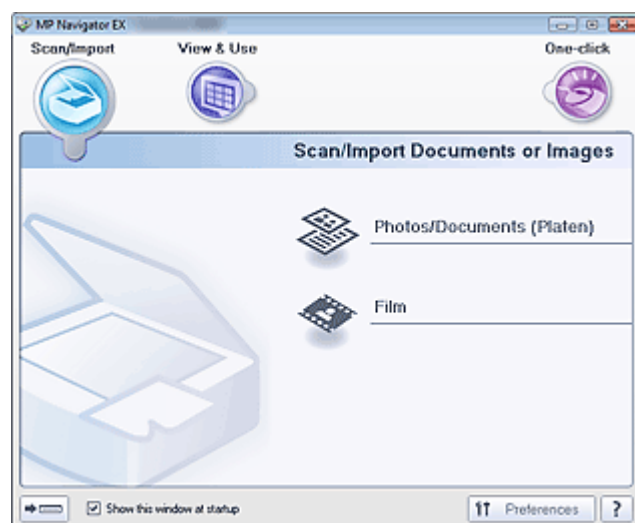 MP Navigator EX
Scan/Import View & Use One-click
Scan/Import Documents or Images
Photos/Documents (Platen)
Film
Show this window at startup Preferences ?